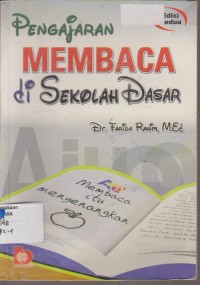 Edisi
Kedua
PENGAJARAN
MEMBACA
di SEKOLAH DASAR
Dr. FARIDA RAHIM, M.Ed.
Membaca
itu
menyenangkan